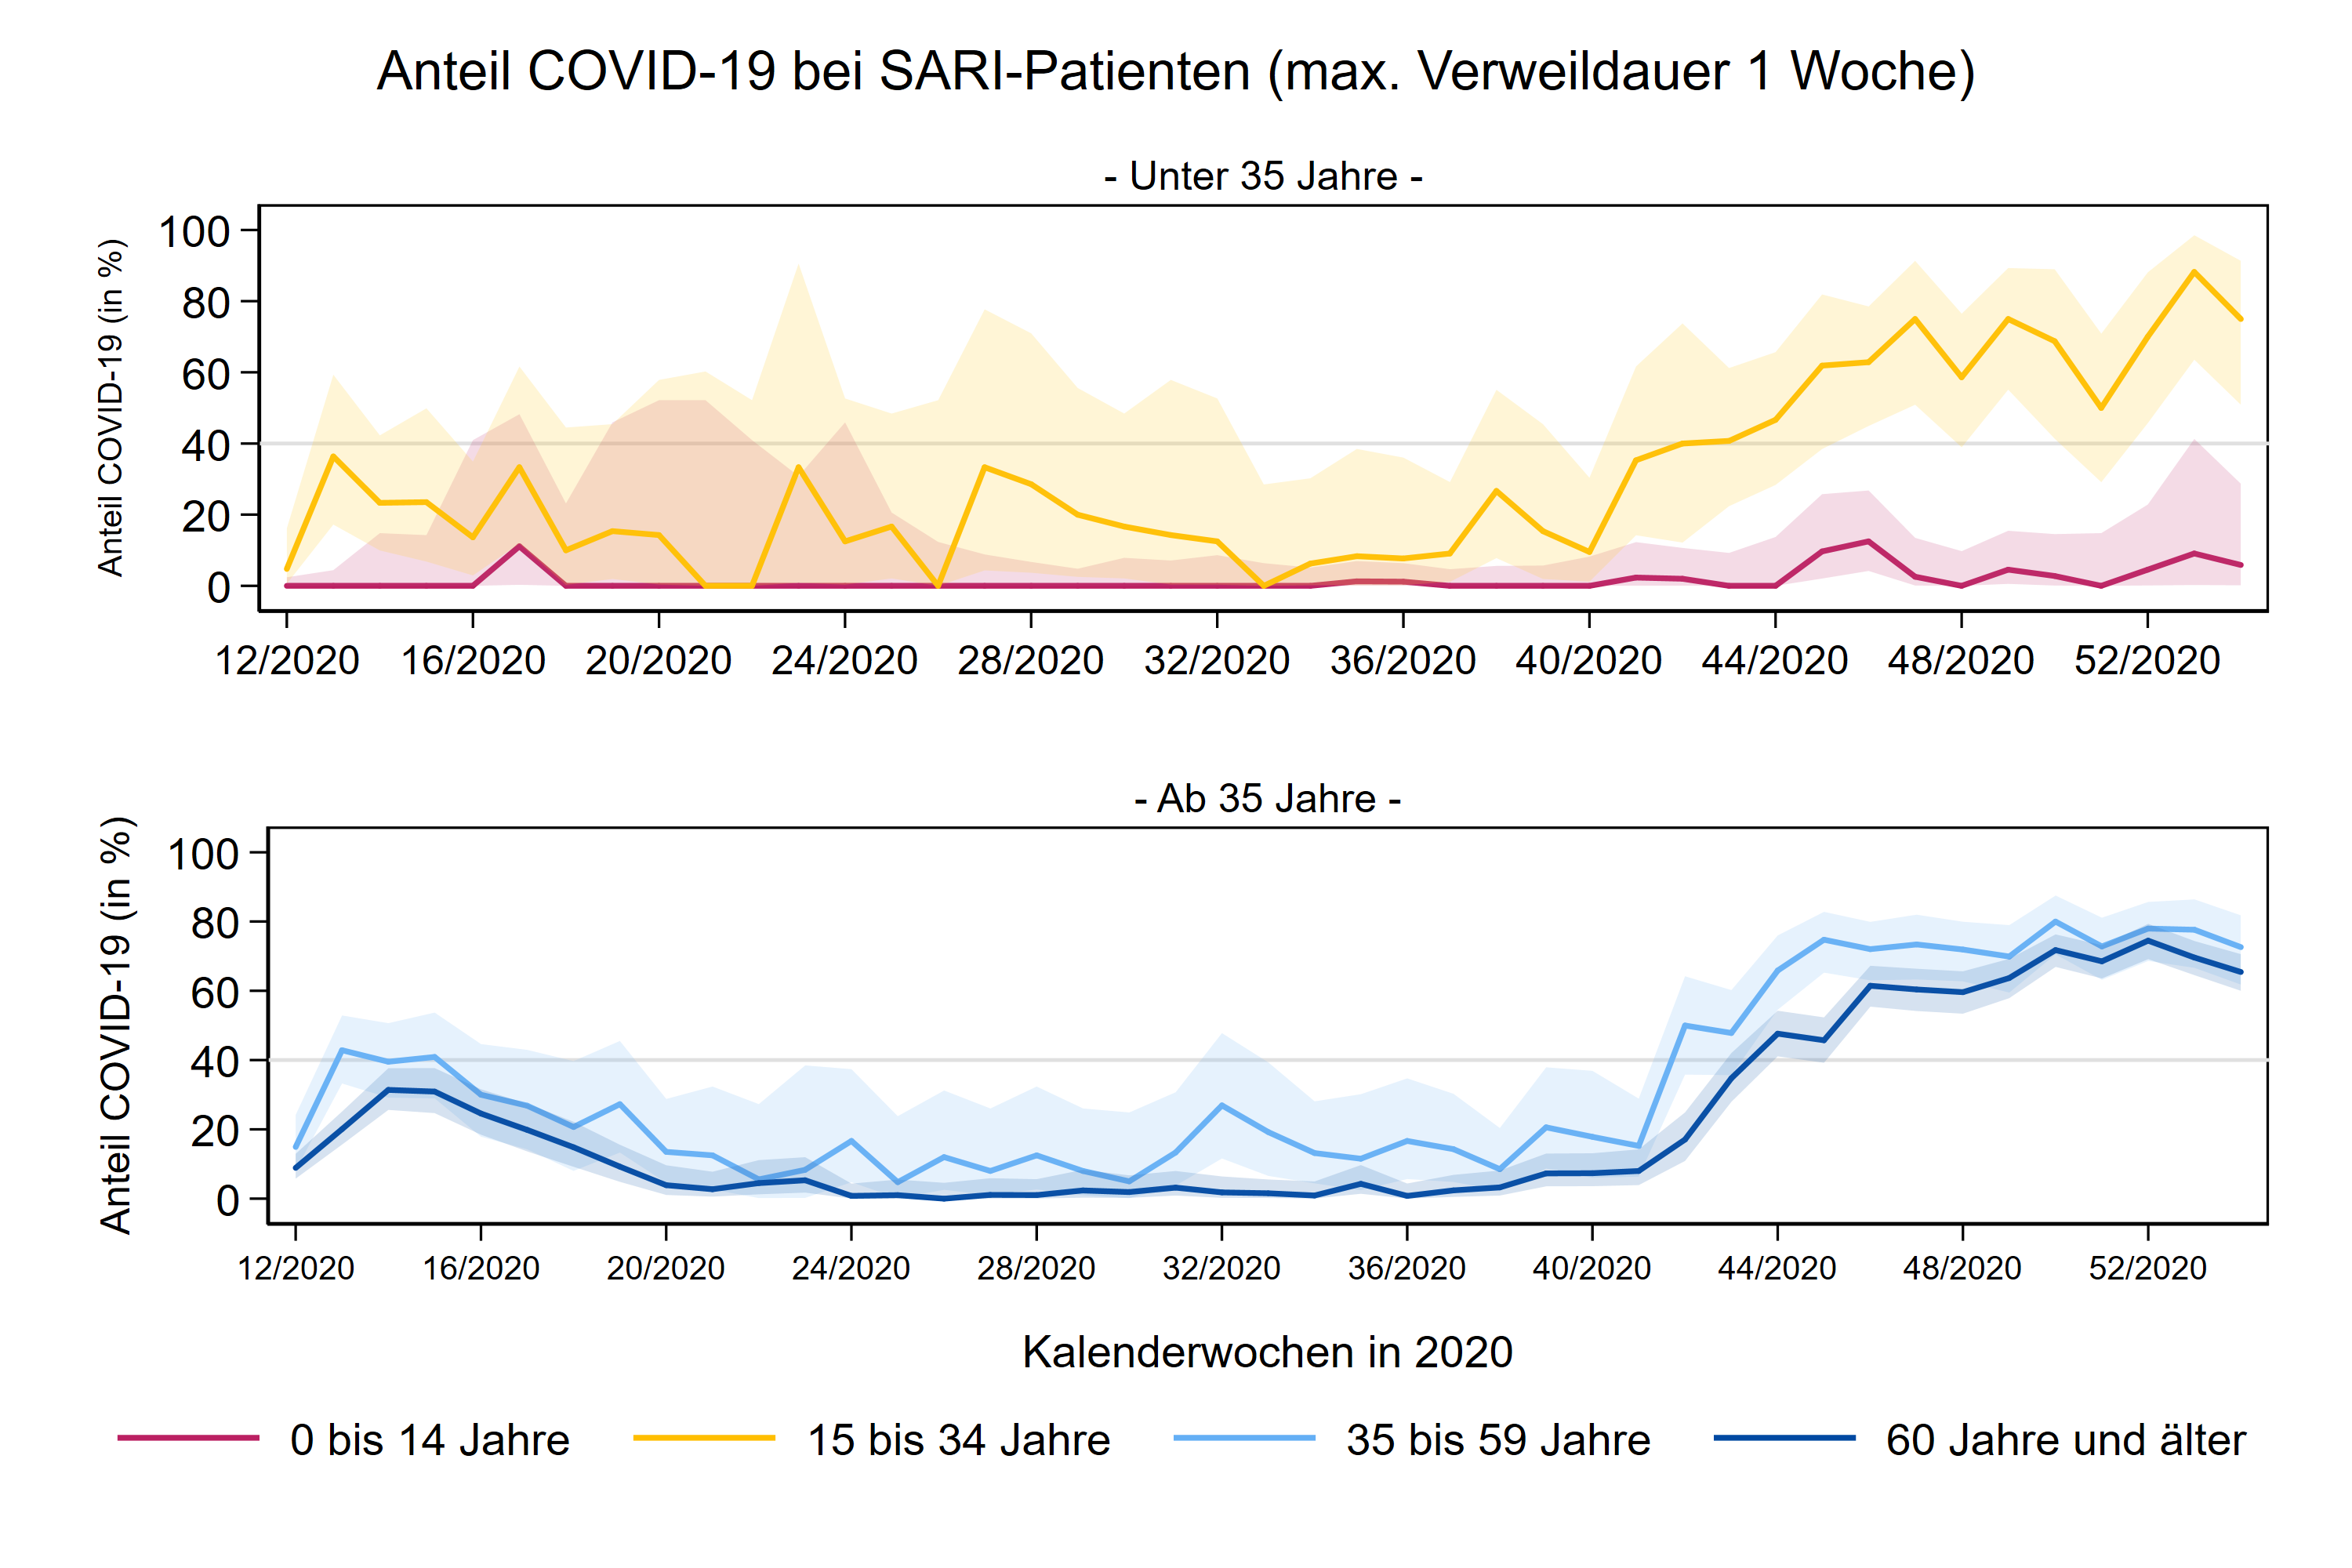 Anteil COVID-19 bei SARI-Patienten (max. Verweildauer 1 Woche)
- Unter 35 Jahre -
Anteil COVID-19 (in %)
100
80
60
40
20
0
12/2020 16/2020 20/2020 24/2020 28/2020 32/2020 36/2020 40/2020 44/2020 48/2020 52/2020
- Ab 35 Jahre -
Anteil COVID-19 (in %)
100
80
60
40
20
0
12/2020 16/2020 20/2020 24/2020 28/2020 32/2020 36/2020 40/2020 44/2020 48/2020 52/2020
Kalenderwochen in 2020
0 bis 14 Jahre 15 bis 34 Jahre 35 bis 59 Jahre 60 Jahre und älter